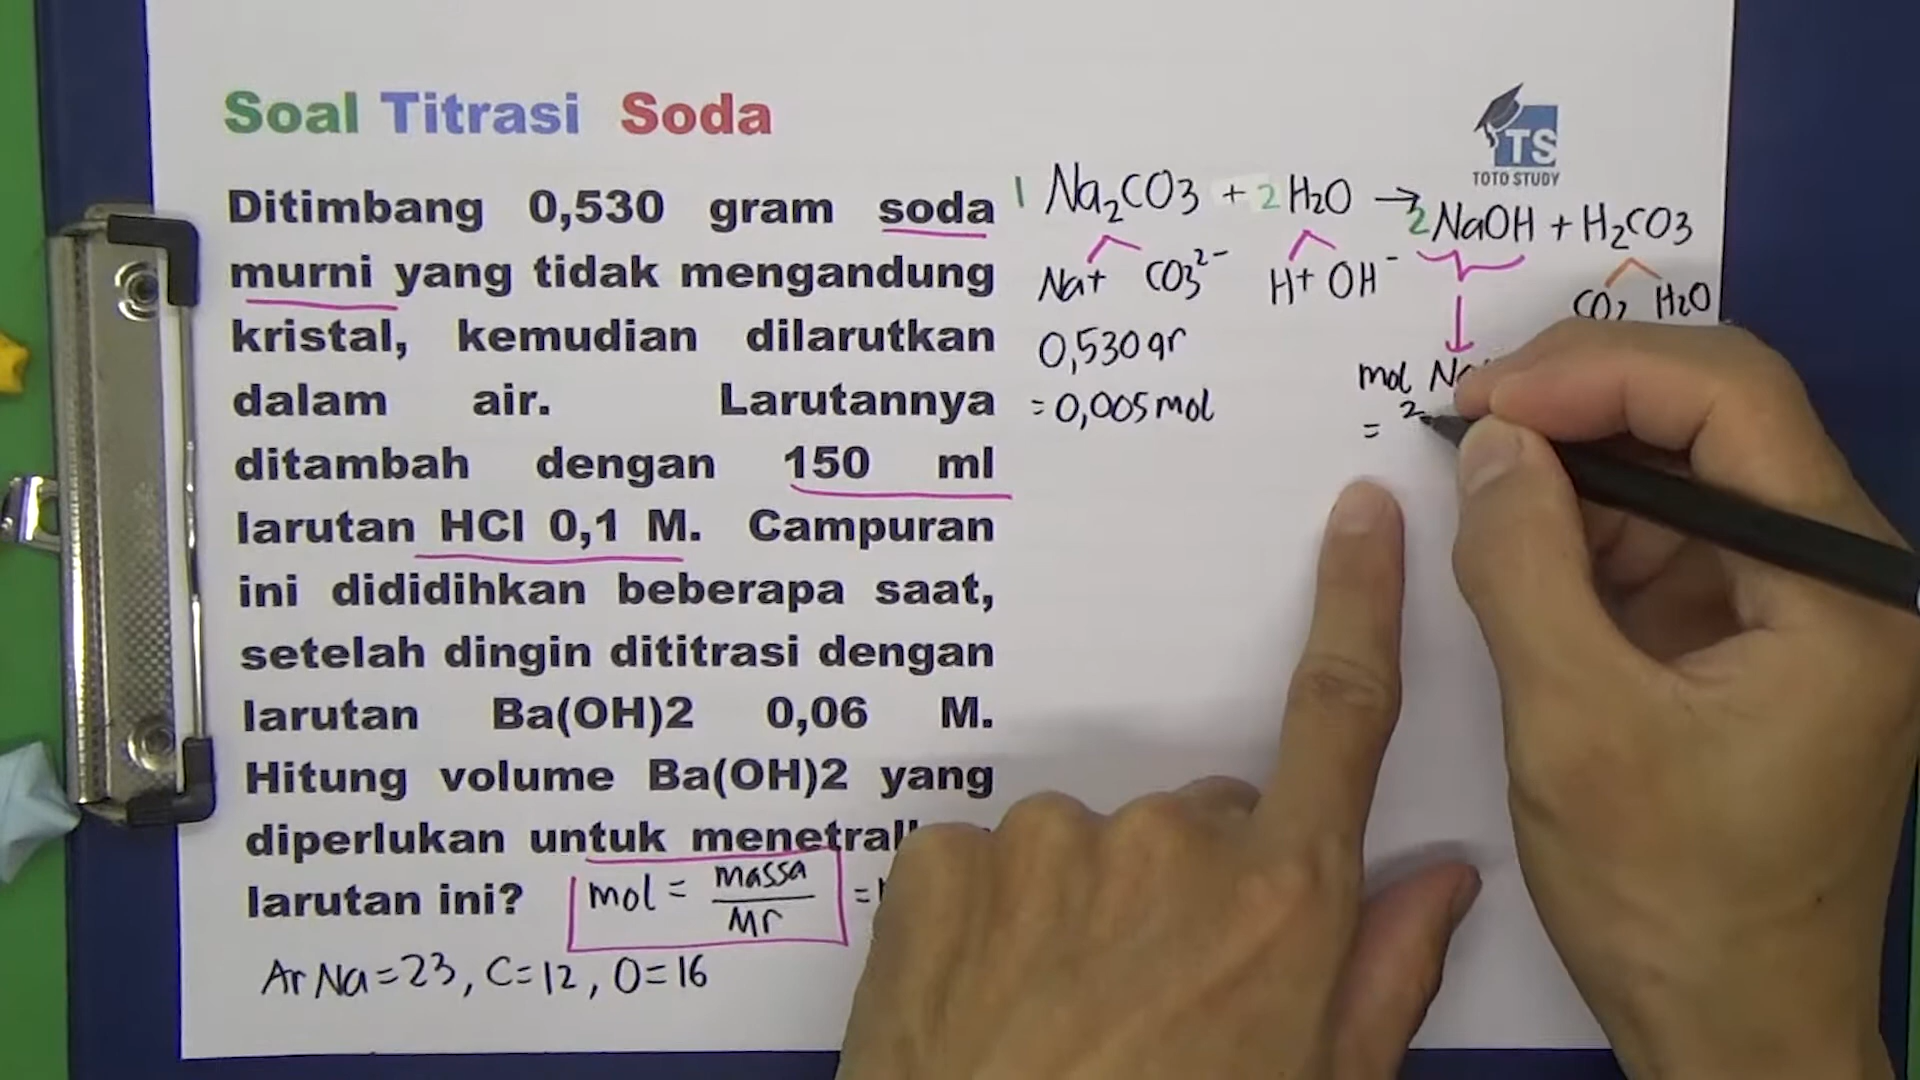 Soal Titrasi Soda
Ditimbang 0,530 gram soda
murni yang tidak mengandung
kristal, kemudian dilarutkan
dalam air. Larutannya
ditambah dengan 150 ml
larutan HCl 0,1 M. Campuran
ini dididihkan beberapa saat,
setelah dingin dititrasi dengan
larutan Ba(OH)2 0,06 M.
Hitung volume Ba(OH)2 yang
diperlukan untuk
larutan ini?
mol = massa
Mr
=
Ar Na = 23, C = 12, O = 16
TS
TOTO STUDY
1 Na₂CO3 + 2 H2O → 2 NaOH + H₂CO3
Na+ CO3²⁻ H+ OH⁻
CO2 H2O
0,530 gr
= 0,005 mol
mol
= 2